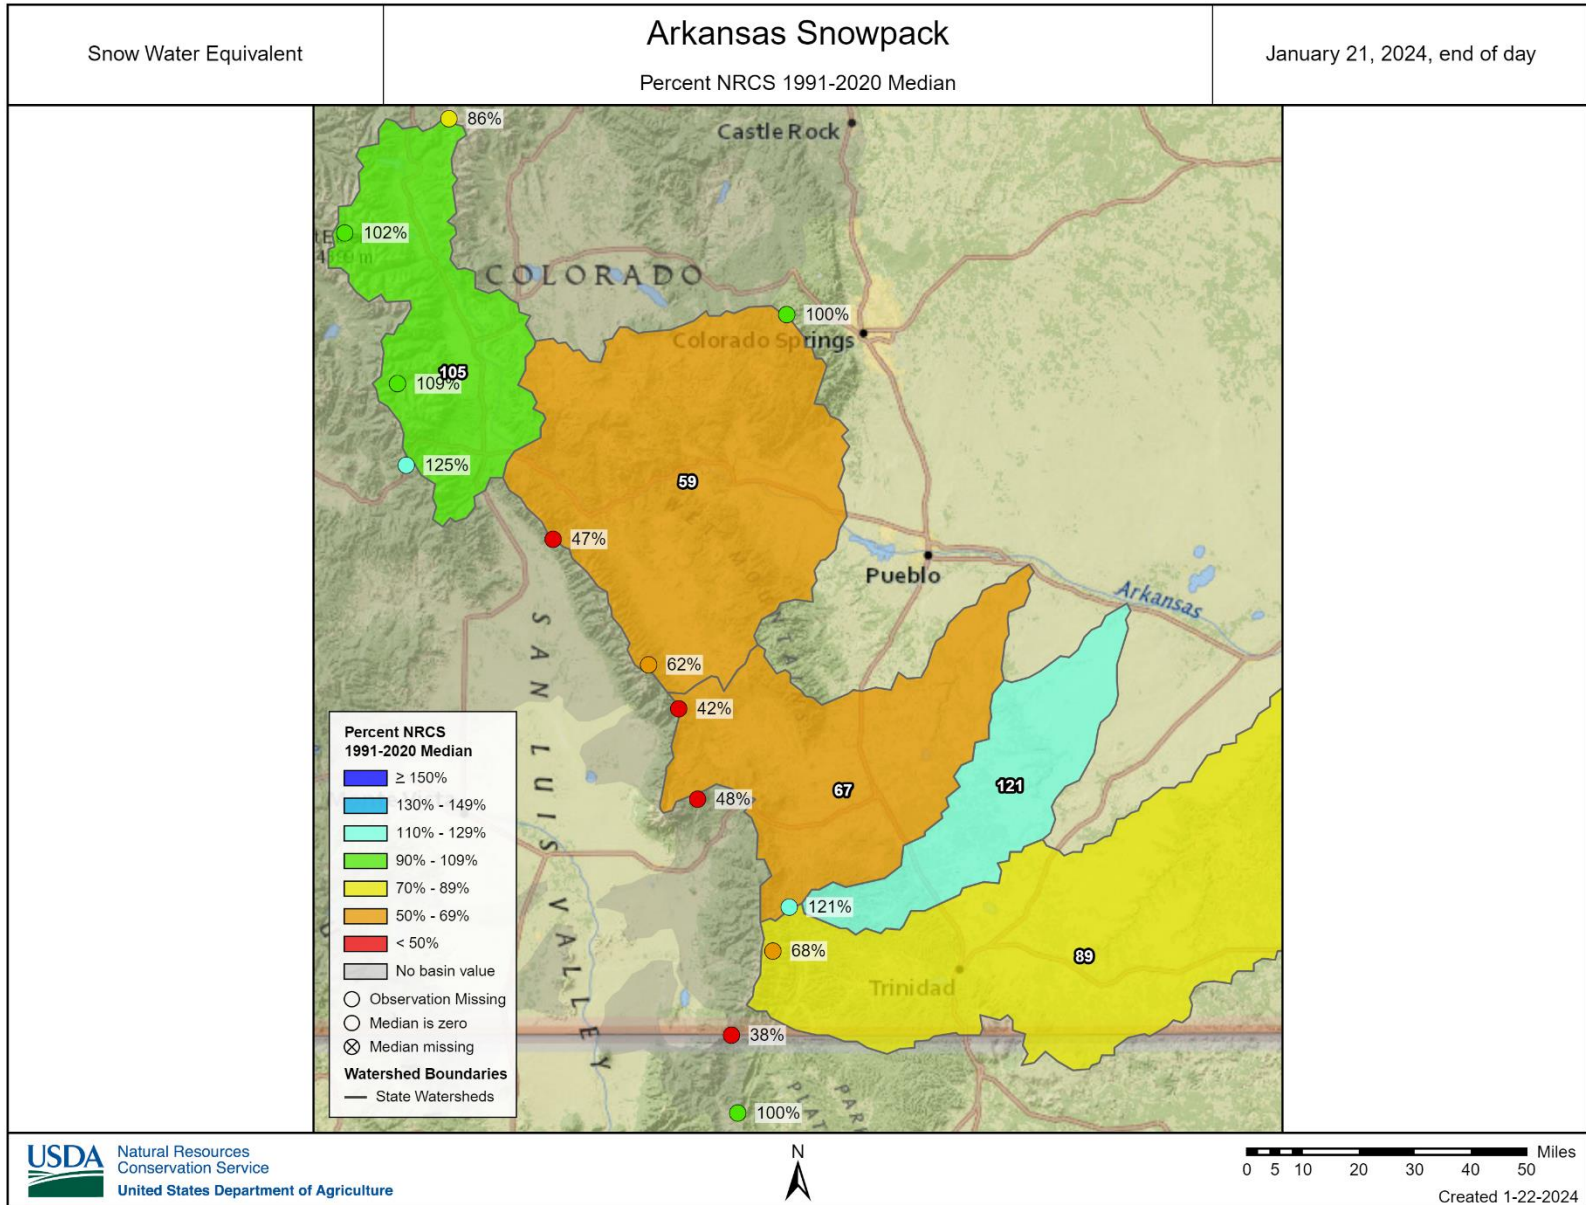 Snow Water Equivalent
Arkansas Snowpack
Percent NRCS 1991-2020 Median
January 21, 2024, end of day
86%
Castle Rock
102%
COLORADO
100%
Colorado Springs
105
109%
125%
59
47%
Pueblo
Arkansas
62%
42%
SAN LUIS VALLEY
67
121
48%
121%
68%
89
Trinidad
38%
100%
Percent NRCS
1991-2020 Median
≥ 150%
130% - 149%
110% - 129%
90% - 109%
70% - 89%
50% - 69%
< 50%
No basin value
Observation Missing
Median is zero
Median missing
Watershed Boundaries
State Watersheds
USDA
Natural Resources
Conservation Service
United States Department of Agriculture
N
Miles
0 5 10 20 30 40 50
Created 1-22-2024